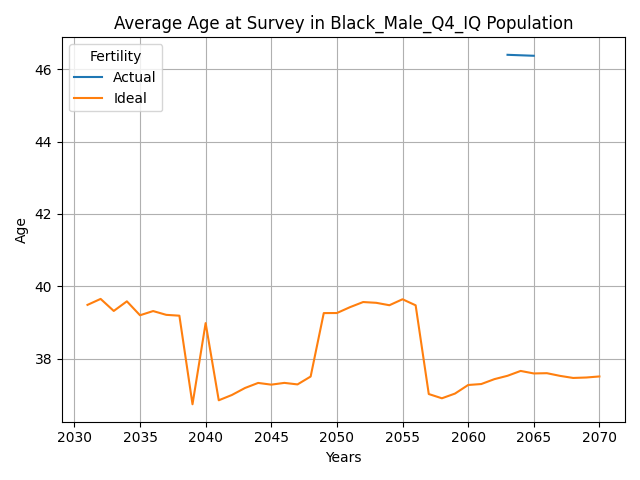 Average Age at Survey in Black_Male_Q4_IQ Population
Fertility
Actual
Ideal
46
44
42
40
38
Age
2030 2035 2040 2045 2050 2055 2060 2065 2070
Years